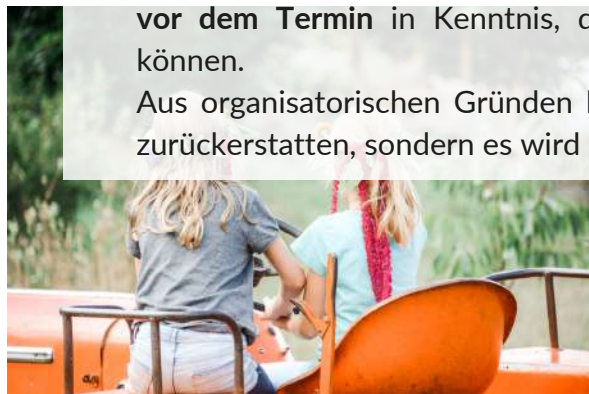 vor dem Termin in Kenntnis, d
können.
Aus organisatorischen Gründen
zurückerstatten, sondern es wird